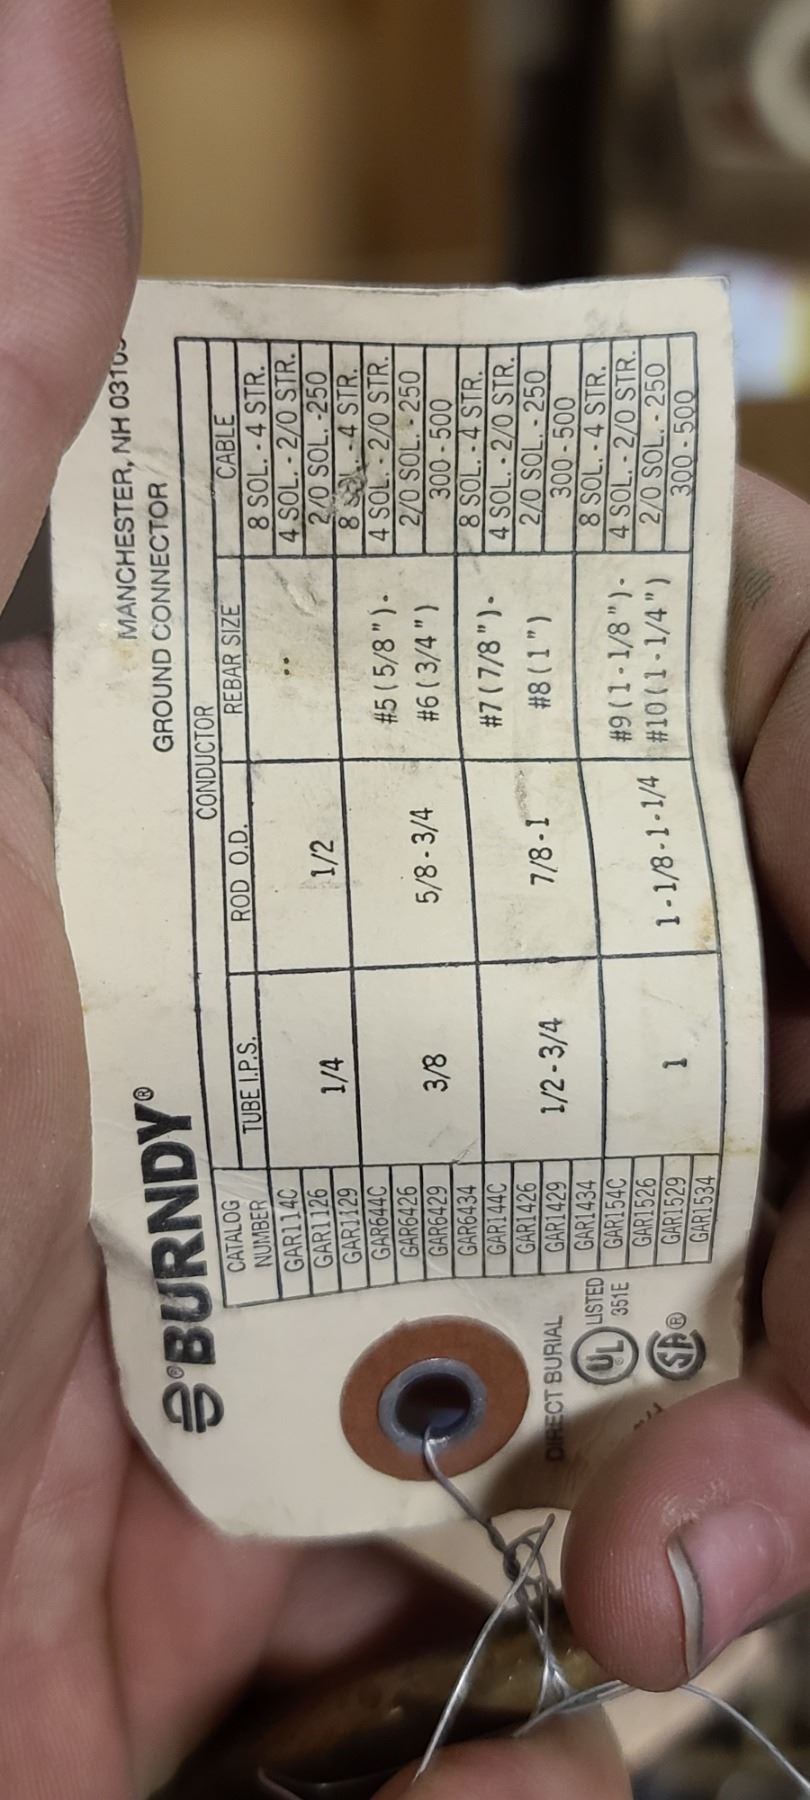 BURNDY®
MANCHESTER, NH
GROUND CONNECTOR
CONDUCTOR
CATALOG NUMBER TUBE I.P.S. ROD O.D. REBAR SIZE CABLE
GAR114C 8 SOL. - 4 STR.
GAR1126 1/4 1/2 4 SOL. - 2/0 STR.
GAR1129 2/0 SOL. - 250
GAR644C 8 SOL. - 4 STR.
GAR6426 #5 ( 5/8 " ) - 4 SOL. - 2/0 STR.
GAR6429 3/8 5/8 - 3/4 #6 ( 3/4 " ) 2/0 SOL. - 250
GAR6434 300 - 500
GAR144C #7 ( 7/8 " ) - 8 SOL. - 4 STR.
GAR1426 4 SOL. - 2/0 STR.
GAR1429 1/2 - 3/4 7/8 - 1 #8 ( 1 " ) 2/0 SOL. - 250
GAR1434 300 - 500
GAR154C 8 SOL. - 4 STR.
GAR1526 #9 ( 1 - 1/8 " ) - 4 SOL. - 2/0 STR.
GAR1529 1 1 - 1/8 - 1 - 1/4 #10 ( 1 - 1/4 " ) 2/0 SOL. - 250
GAR1534 300 - 500
DIRECT BURIAL
UL® LISTED
351E
SA®